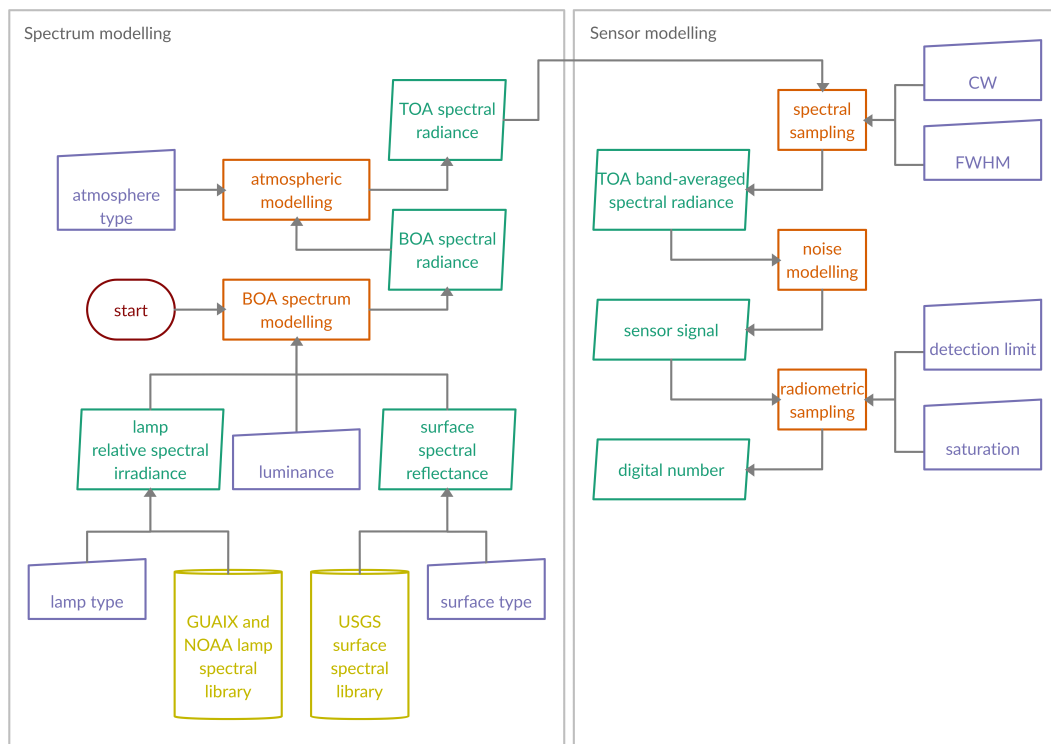 Spectrum modelling
TOA spectral
radiance
atmosphere
type
atmospheric
modelling
BOA spectral
radiance
start
BOA spectrum
modelling
lamp
relative spectral
irradiance
luminance
surface
spectral
reflectance
lamp type
GUAIX and
NOAA lamp
spectral
library
USGS
surface
spectral
library
surface type
Sensor modelling
CW
spectral
sampling
FWHM
TOA band-averaged
spectral radiance
noise
modelling
sensor signal
detection limit
radiometric
sampling
saturation
digital number